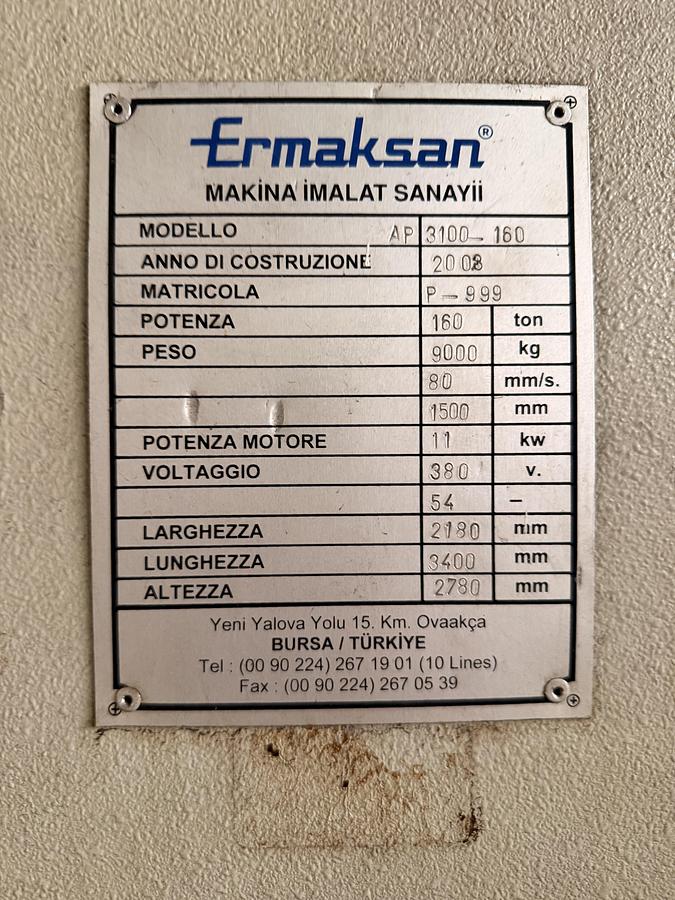 Ermaksan®
MAKİNA İMALAT SANAYİİ
MODELLO AP 3100-160
ANNO DI COSTRUZIONE 2008
MATRICOLA P-999
POTENZA 160 ton
PESO 9000 kg
80 mm/s.
1500 mm
POTENZA MOTORE 11 kw
VOLTAGGIO 380 v.
54 –
LARGHEZZA 2180 mm
LUNGHEZZA 3400 mm
ALTEZZA 2780 mm
Yeni Yalova Yolu 15. Km. Ovaakça
BURSA / TÜRKİYE
Tel : (00 90 224) 267 19 01 (10 Lines)
Fax : (00 90 224) 267 05 39